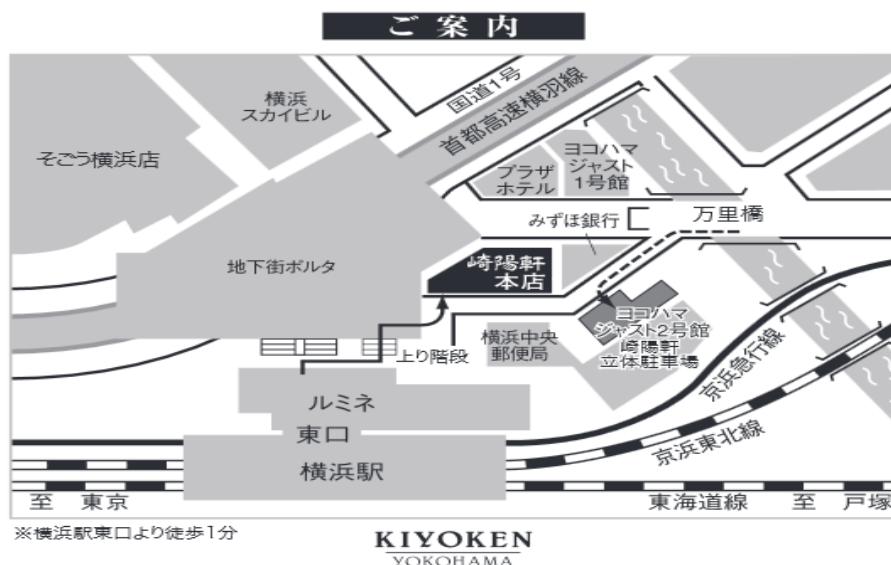 ご案内
国道1号
首都高速横羽線
横浜
スカイビル
そごう横浜店
ヨコハマ
ジャスト
1号館
プラザ
ホテル
みずほ銀行
万里橋
地下街ポルタ
崎陽軒
本店
ヨコハマ
ジャスト2号館
崎陽軒
立体駐車場
上り階段
横浜中央
郵便局
京浜急行線
京浜東北線
ルミネ
東口
横浜駅
至 東京
東海道線 至 戸塚
※横浜駅東口より徒歩1分
KIYOKEN
YOKOHAMA